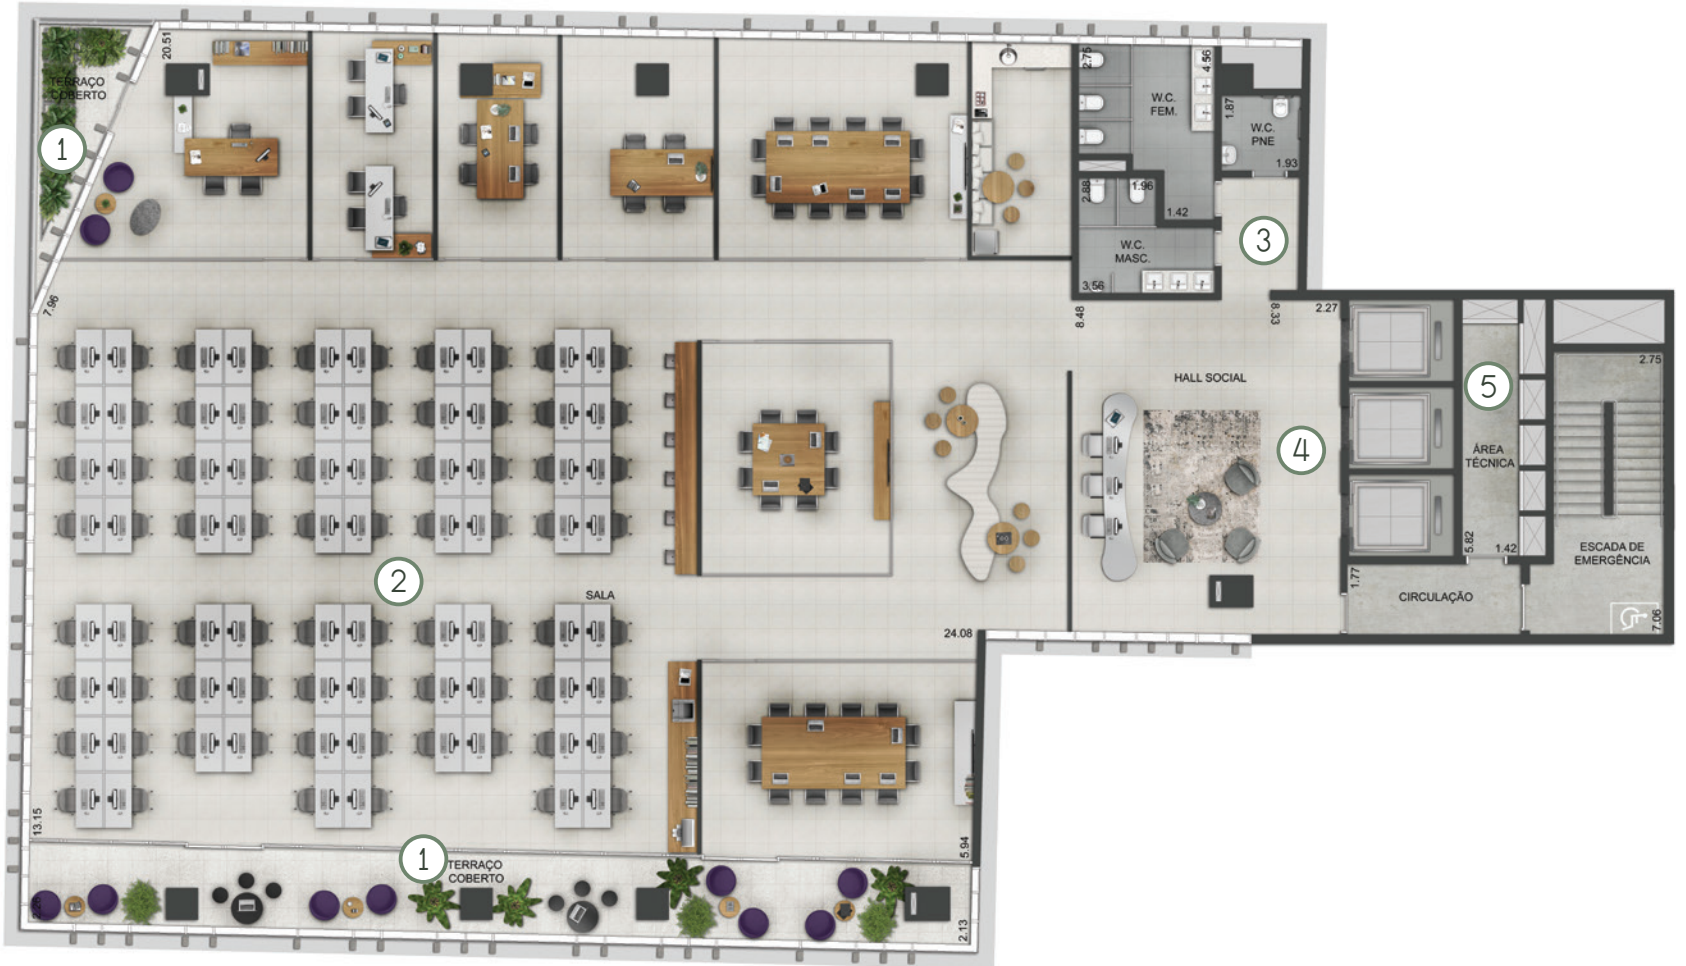 20.51
TERRAÇO
COBERTO
1
7.96
2.75
4.56
W.C.
FEM.
1.87
W.C.
PNE
1.93
2.88
1.96
1.42
W.C.
MASC.
3.56
3
8.48
8.33
2.27
2.75
HALL SOCIAL
5
4
ÁREA
TÉCNICA
5.82
1.42
ESCADA DE
EMERGÊNCIA
1.77
CIRCULAÇÃO
7.06
2
SALA
24.08
13.15
5.94
1
TERRAÇO
COBERTO
2.13